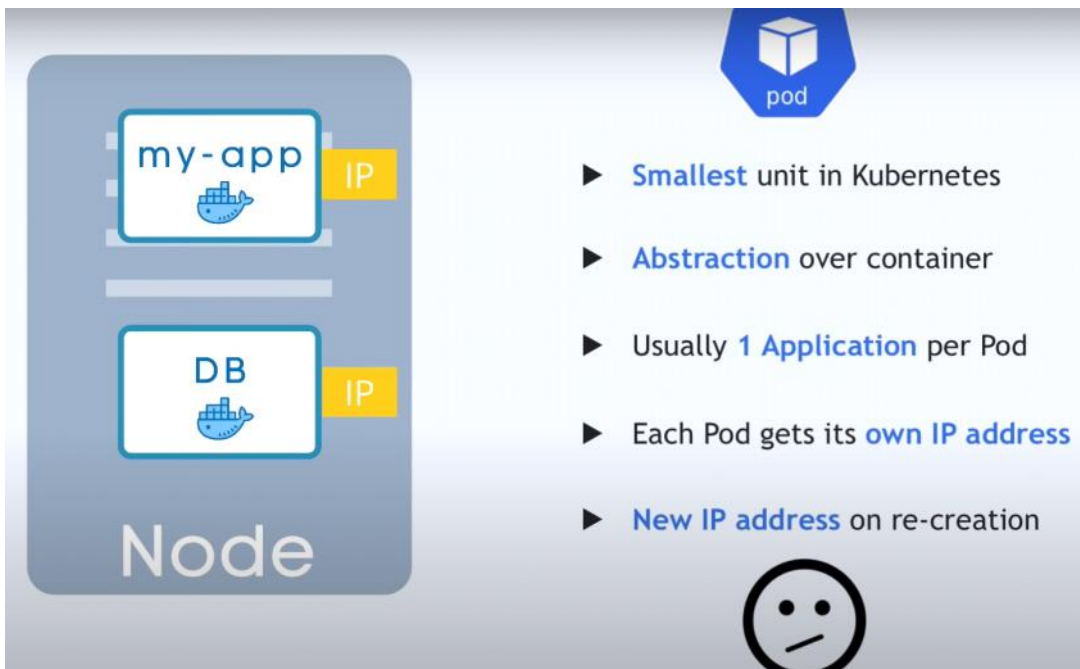 my-app
IP
DB
IP
Node
pod
Smallest unit in Kubernetes
Abstraction over container
Usually 1 Application per Pod
Each Pod gets its own IP address
New IP address on re-creation